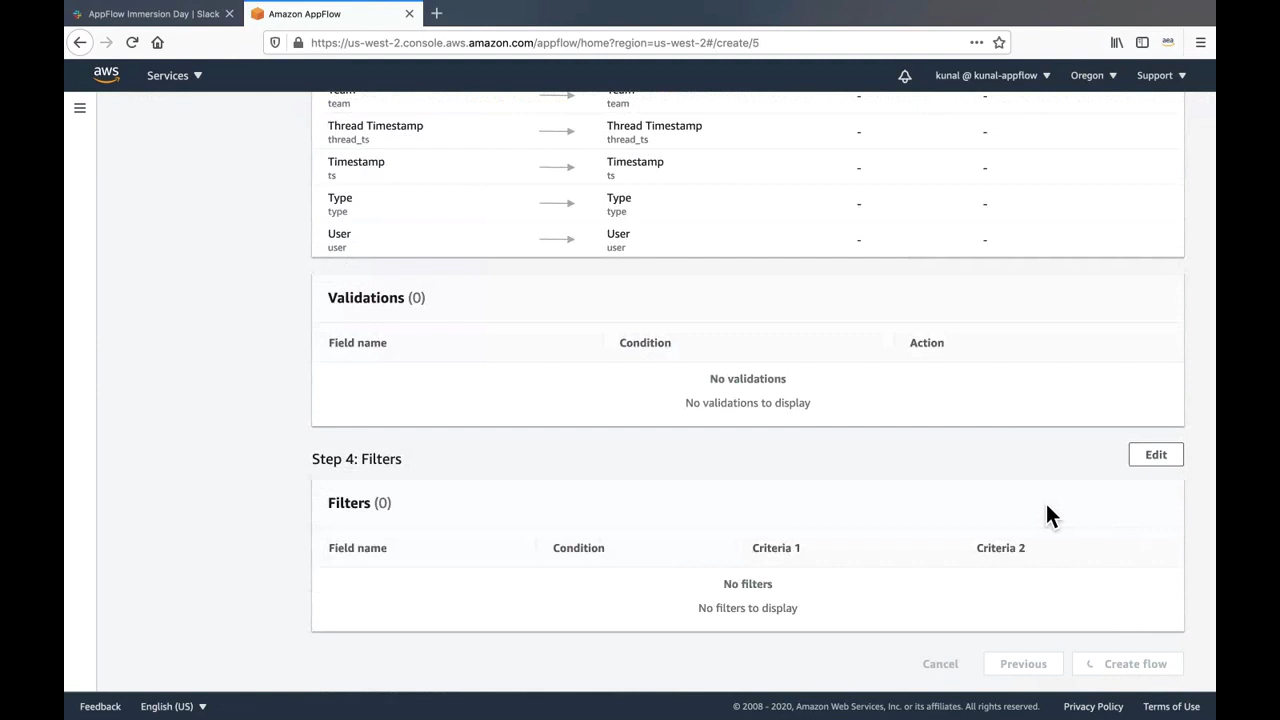 AppFlow Immersion Day | Slack
Amazon AppFlow
https://us-west-2.console.aws.amazon.com/appflow/home?region=us-west-2#/create/5
aws
Services
kunal @ kunal-appflow
Oregon
Support
Team
team
Team
team
-
-
Thread Timestamp
thread_ts
Thread Timestamp
thread_ts
-
-
Timestamp
ts
Timestamp
ts
-
-
Type
type
Type
type
-
-
User
user
User
user
-
-
Validations (0)
Field name
Condition
Action
No validations
No validations to display
Step 4: Filters
Edit
Filters (0)
Field name
Condition
Criteria 1
Criteria 2
No filters
No filters to display
Cancel
Previous
Create flow
Feedback
English (US)
© 2008 - 2020, Amazon Web Services, Inc. or its affiliates. All rights reserved.
Privacy Policy
Terms of Use